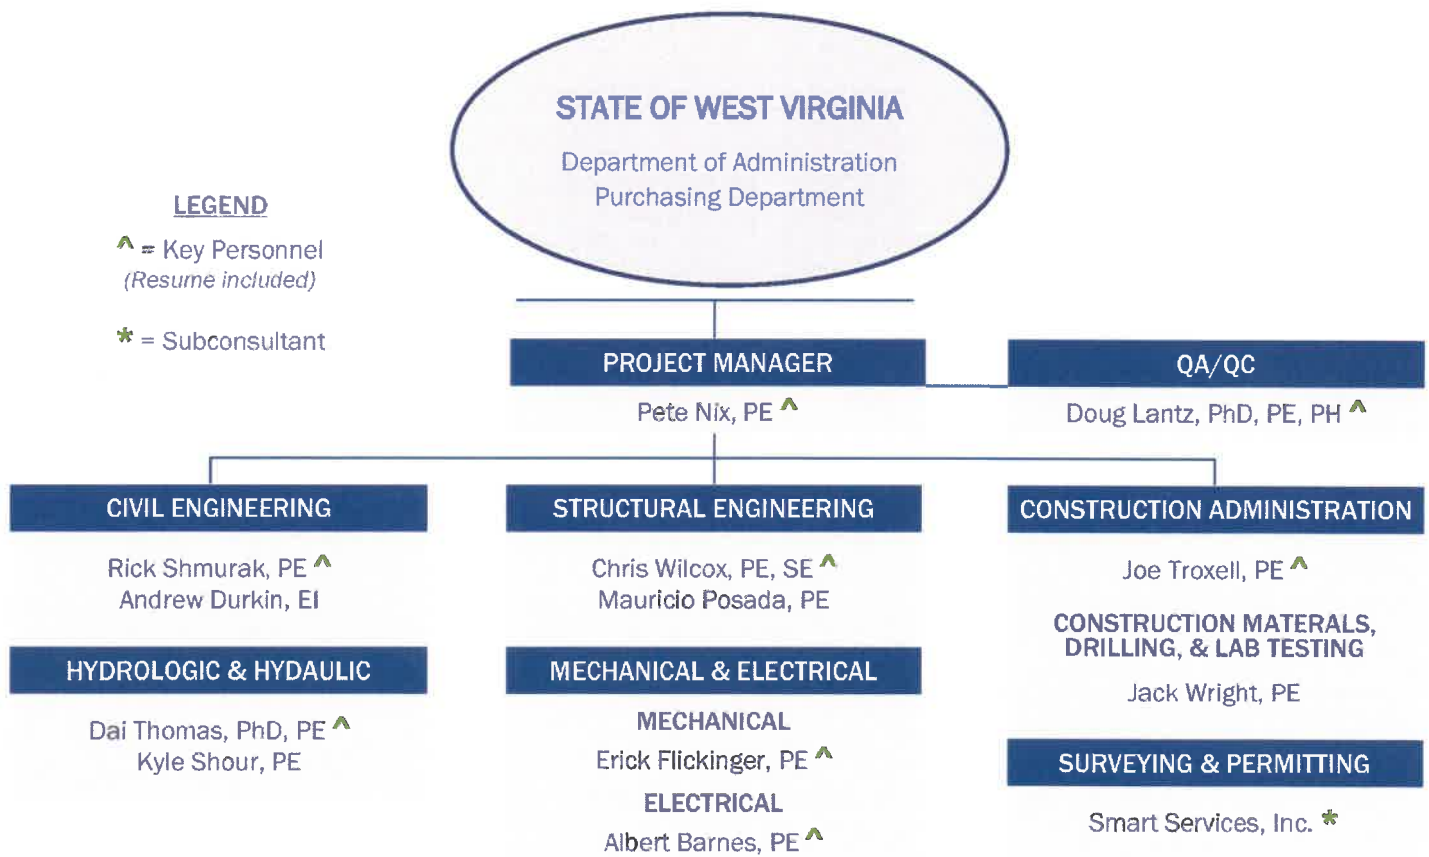 STATE OF WEST VIRGINIA
Department of Administration
Purchasing Department
LEGEND
^ = Key Personnel
(Resume included)
* = Subconsultant
PROJECT MANAGER
Pete Nix, PE ^
QA/QC
Doug Lantz, PhD, PE, PH ^
CIVIL ENGINEERING
Rick Shmurak, PE ^
Andrew Durkin, EI
HYDROLOGIC & HYDAULIC
Dai Thomas, PhD, PE ^
Kyle Shour, PE
STRUCTURAL ENGINEERING
Chris Wilcox, PE, SE ^
Mauricio Posada, PE
MECHANICAL & ELECTRICAL
MECHANICAL
Erick Flickinger, PE ^
ELECTRICAL
Albert Barnes, PE ^
CONSTRUCTION ADMINISTRATION
Joe Troxell, PE ^
CONSTRUCTION MATERALS,
DRILLING, & LAB TESTING
Jack Wright, PE
SURVEYING & PERMITTING
Smart Services, Inc. *